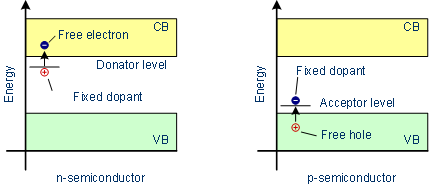 CB
Free electron
Donator level
Fixed dopant
VB
Energy
n-semiconductor
CB
Fixed dopant
Acceptor level
Free hole
VB
Energy
p-semiconductor